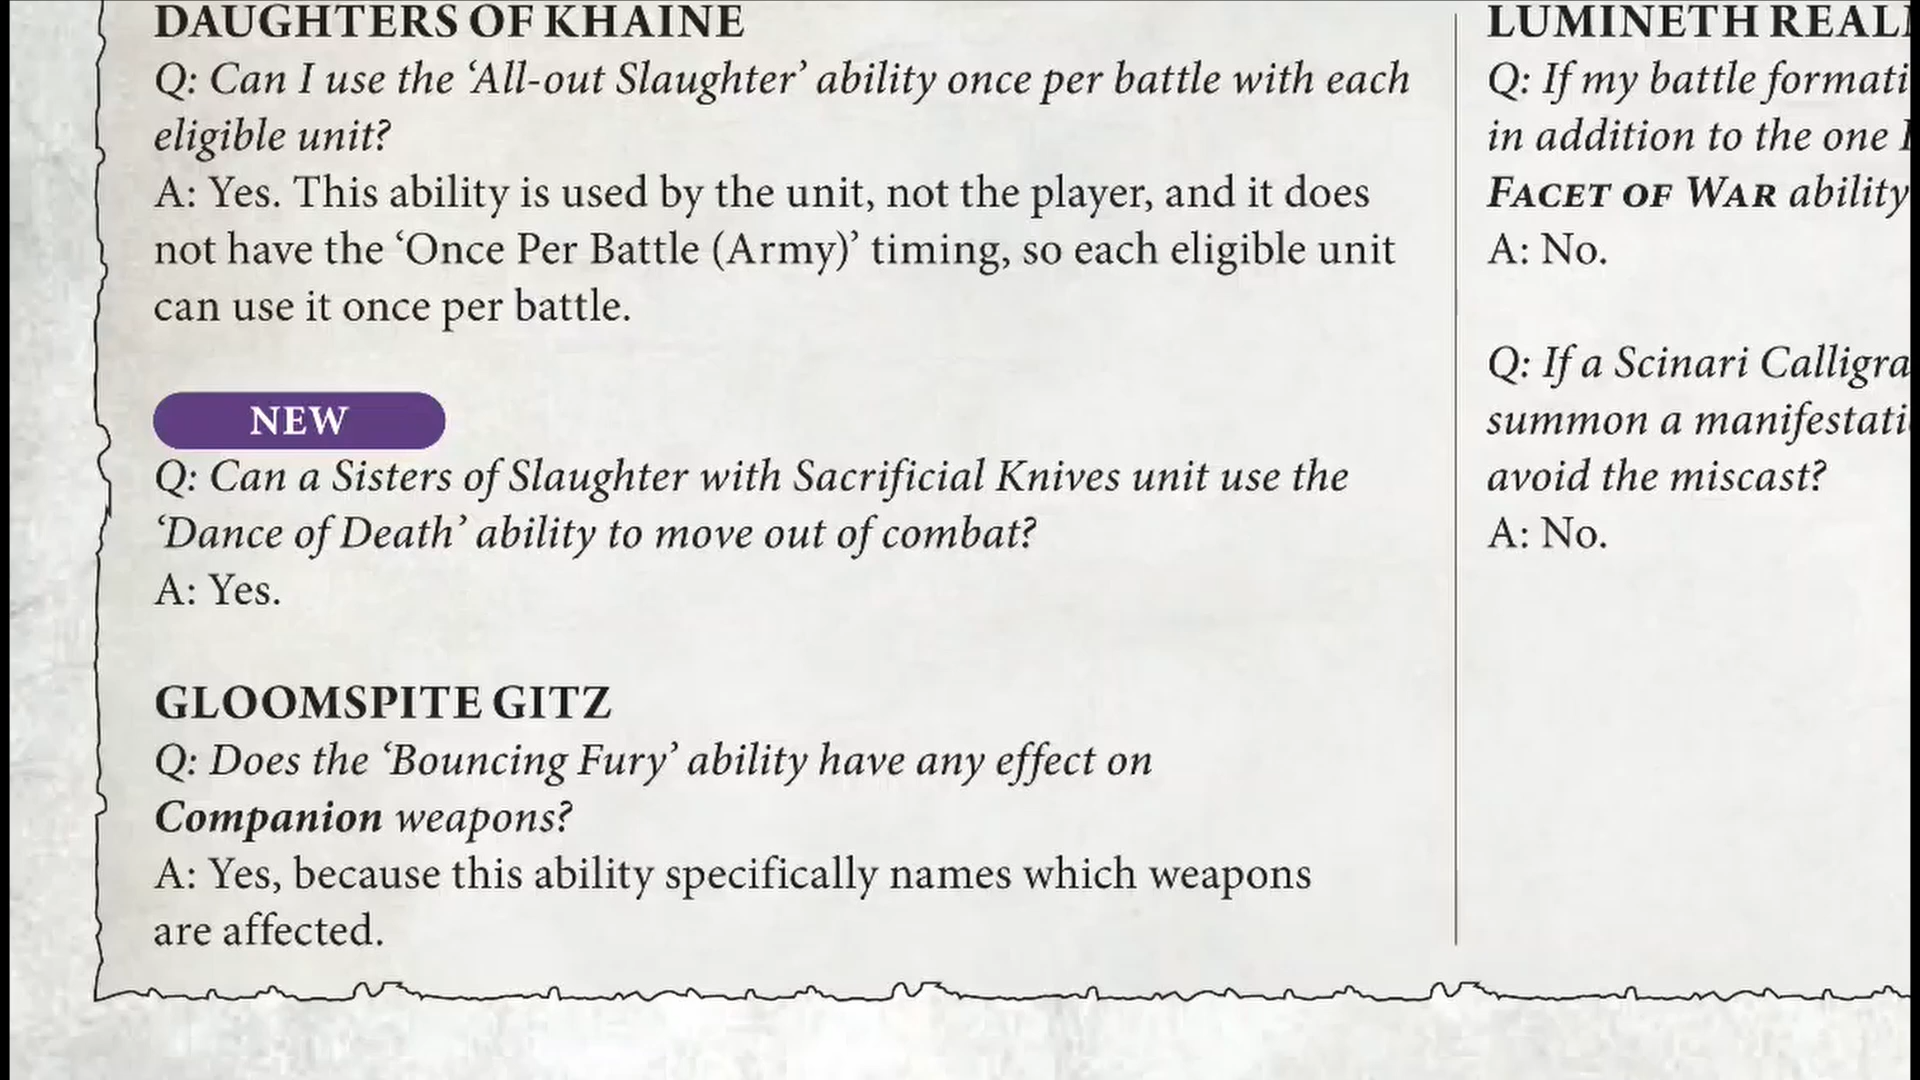 DAUGHTERS OF KHAINE
Q: Can I use the ‘All-out Slaughter’ ability once per battle with each
eligible unit?
A: Yes. This ability is used by the unit, not the player, and it does
not have the ‘Once Per Battle (Army)’ timing, so each eligible unit
can use it once per battle.
NEW
Q: Can a Sisters of Slaughter with Sacrificial Knives unit use the
‘Dance of Death’ ability to move out of combat?
A: Yes.
GLOOMSPITE GITZ
Q: Does the ‘Bouncing Fury’ ability have any effect on
Companion weapons?
A: Yes, because this ability specifically names which weapons
are affected.
LUMINETH
Q: If my battle
in addition to the one
FACET OF WAR ability
A: No.
Q: If a Scinari
summon a
avoid the miscast?
A: No.